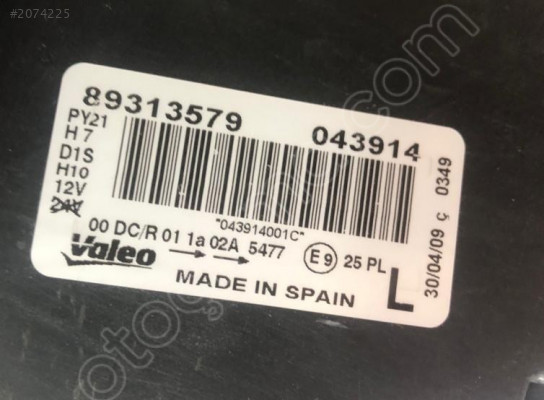 #2074225
89313579 043914
PY21
H7
D1S
H10
12V
24V
*043914001C*
00 DC/R 01 1a 02A 5477
E9 25 PL
Valeo
MADE IN SPAIN
L
30/04/09 ç 0349